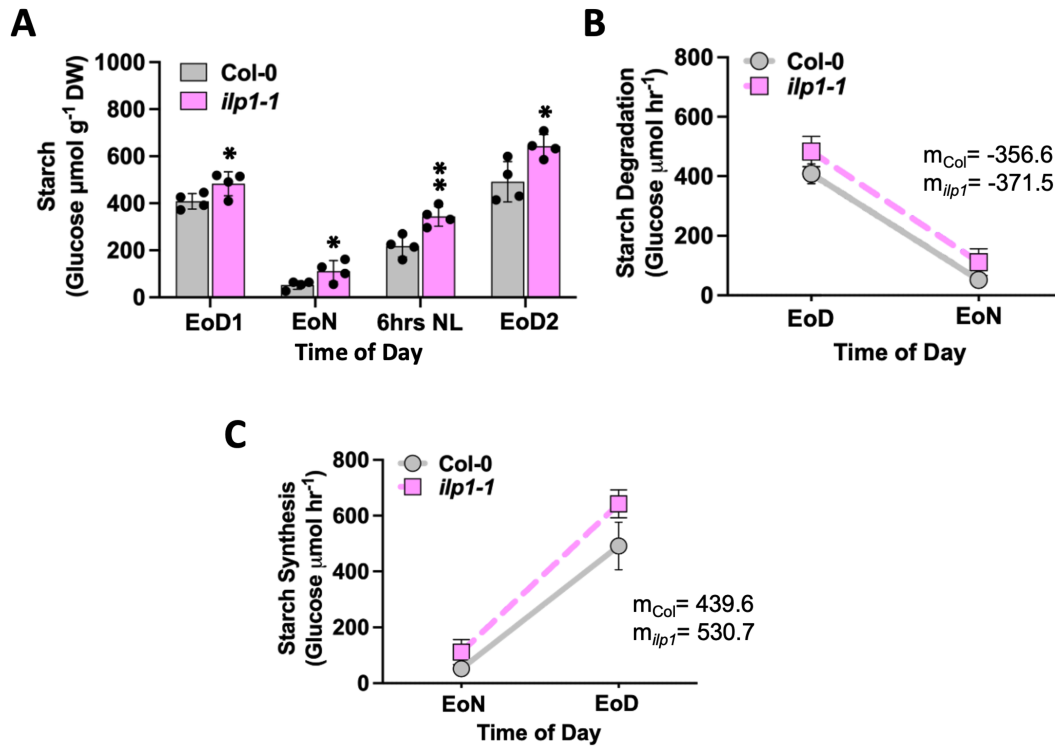 A
Starch
(Glucose µmol g-1 DW)
1000
800
600
400
200
0
Col-0
ilp1-1
*
*
**
*
EoD1 EoN 6hrs NL EoD2
Time of Day
B
Starch Degradation
(Glucose µmol hr-1)
800
600
400
200
0
Col-0
ilp1-1
mCol= -356.6
milp1= -371.5
EoD EoN
Time of Day
C
Starch Synthesis
(Glucose µmol hr-1)
800
600
400
200
0
Col-0
ilp1-1
mCol= 439.6
milp1= 530.7
EoN EoD
Time of Day